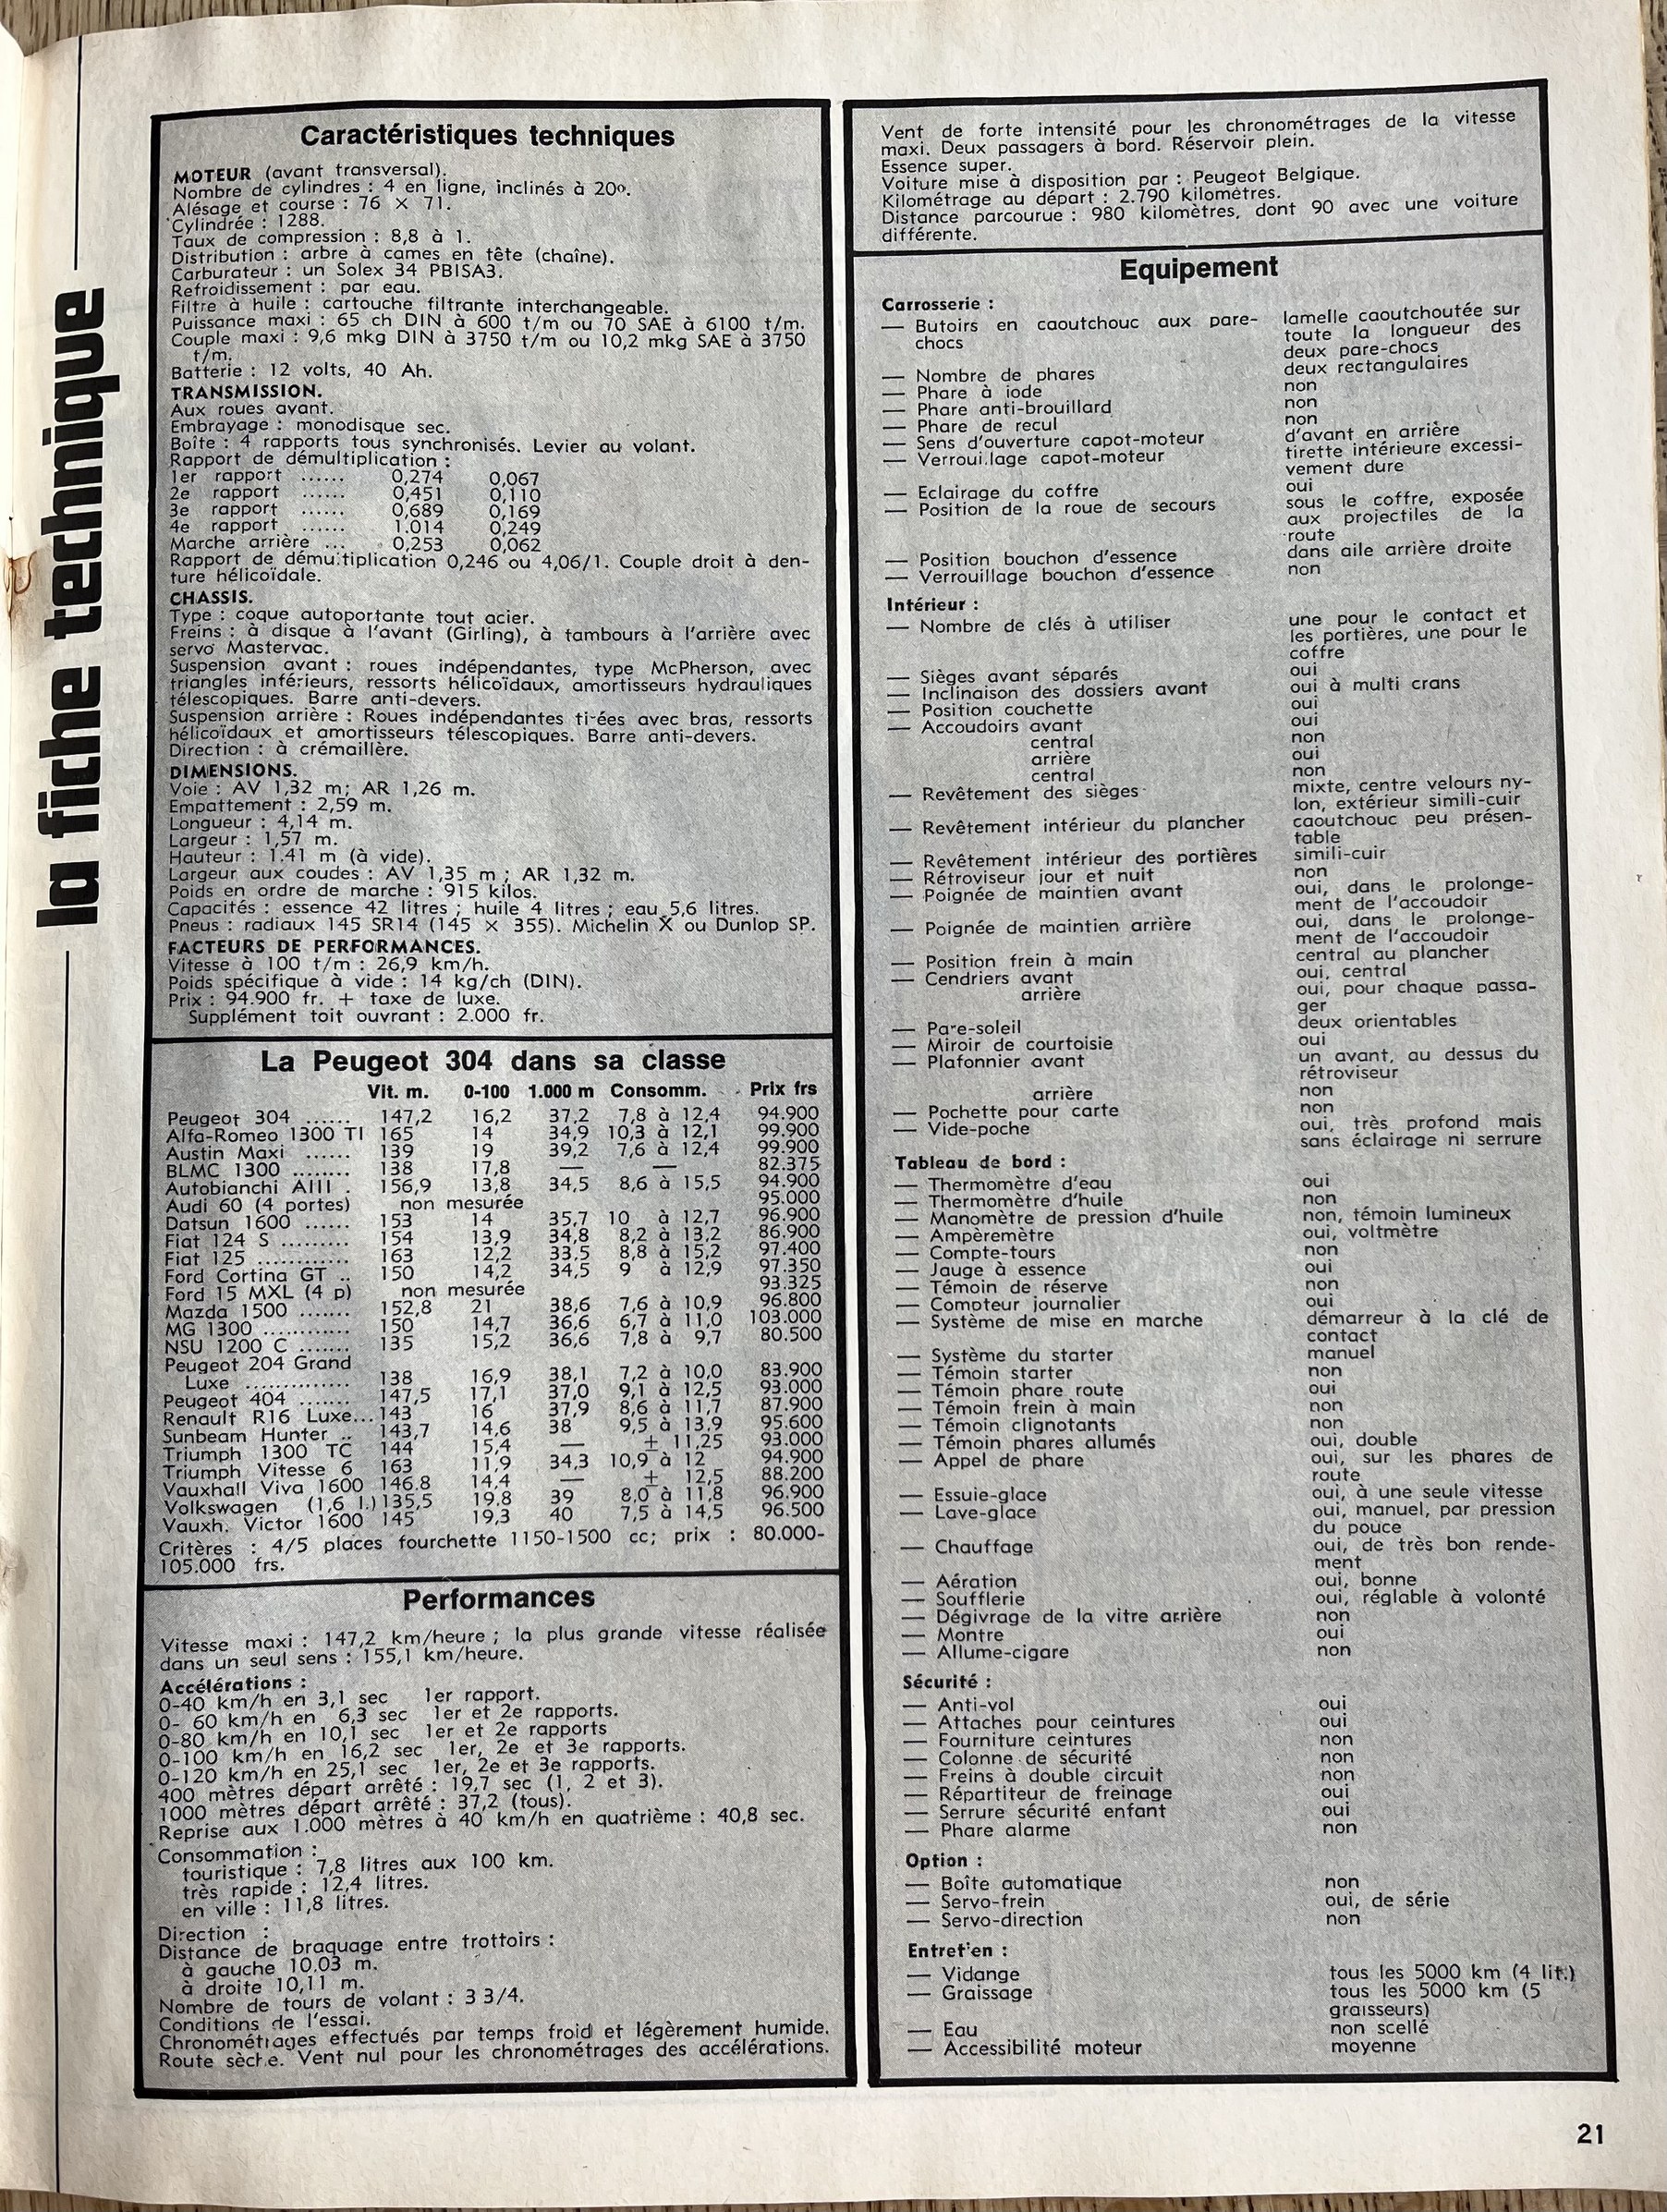 la fiche technique
Caractéristiques techniques
MOTEUR (avant transversal).
Nombre de cylindres : 4 en ligne, inclinés à 20º.
Alésage et course : 76 × 71.
Cylindrée : 1288.
Taux de compression : 8,8 à 1.
Distribution : arbre à cames en tête (chaîne).
Carburateur : un Solex 34 PBISA3.
Refroidissement : par eau.
Filtre à huile : cartouche filtrante interchangeable.
Puissance maxi : 65 ch DIN à 600 t/m ou 70 SAE à 6100 t/m.
Couple maxi : 9,6 mkg DIN à 3750 t/m ou 10,2 mkg SAE à 3750
t/m.
Batterie : 12 volts, 40 Ah.
TRANSMISSION.
Aux roues avant.
Embrayage : monodisque sec.
Boîte : 4 rapports tous synchronisés. Levier au volant.
Rapport de démultiplication :
1er rapport ...... 0,274 0,067
2e rapport ...... 0,451 0,110
3e rapport ...... 0,689 0,169
4e rapport ...... 1.014 0,249
Marche arrière ... 0,253 0,062
Rapport de démultiplication 0,246 ou 4,06/1. Couple droit à den-
ture hélicoïdale.
CHASSIS.
Type : coque autoportante tout acier.
Freins : à disque à l'avant (Girling), à tambours à l'arrière avec
servo Mastervac.
Suspension avant : roues indépendantes, type McPherson, avec
triangles inférieurs, ressorts hélicoïdaux, amortisseurs hydrauliques
télescopiques. Barre anti-devers.
Suspension arrière : Roues indépendantes tirées avec bras, ressorts
hélicoïdaux et amortisseurs télescopiques. Barre anti-devers.
Direction : à crémaillère.
DIMENSIONS.
Voie : AV 1,32 m; AR 1,26 m.
Empattement : 2,59 m.
Longueur : 4,14 m.
Largeur : 1,57 m.
Hauteur : 1.41 m (à vide).
Largeur aux coudes : AV 1,35 m ; AR 1,32 m.
Poids en ordre de marche : 915 kilos.
Capacités : essence 42 litres ; huile 4 litres ; eau 5,6 litres.
Pneus : radiaux 145 SR14 (145 × 355). Michelin X ou Dunlop SP.
FACTEURS DE PERFORMANCES.
Vitesse à 100 t/m : 26,9 km/h.
Poids spécifique à vide : 14 kg/ch (DIN).
Prix : 94.900 fr. + taxe de luxe.
Supplément toit ouvrant : 2.000 fr.
La Peugeot 304 dans sa classe
Vit. m. 0-100 1.000 m Consomm. Prix frs
Peugeot 304 ...... 147,2 16,2 37,2 7,8 à 12,4 94.900
Alfa-Romeo 1300 TI 165 14 34,9 10,3 à 12,1 99.900
Austin Maxi ...... 139 19 39,2 7,6 à 12,4 99.900
BLMC 1300 ........ 138 17,8 — — 82.375
Autobianchi AIII . 156,9 13,8 34,5 8,6 à 15,5 94.900
Audi 60 (4 portes) non mesurée 95.000
Datsun 1600 ...... 153 14 35,7 10 à 12,7 96.900
Fiat 124 S ......... 154 13,9 34,8 8,2 à 13,2 86.900
Fiat 125 ............ 163 12,2 33,5 8,8 à 15,2 97.400
Ford Cortina GT .. 150 14,2 34,5 9 à 12,9 97.350
Ford 15 MXL (4 p) non mesurée 93.325
Mazda 1500 ....... 152,8 21 38,6 7,6 à 10,9 96.800
MG 1300 ............ 150 14,7 36,6 6,7 à 11,0 103.000
NSU 1200 C ....... 135 15,2 36,6 7,8 à 9,7 80.500
Peugeot 204 Grand
Luxe .............. 138 16,9 38,1 7,2 à 10,0 83.900
Peugeot 404 ....... 147,5 17,1 37,0 9,1 à 12,5 93.000
Renault R16 Luxe... 143 16 37,9 8,6 à 11,7 87.900
Sunbeam Hunter .. 143,7 14,6 38 9,5 à 13,9 95.600
Triumph 1300 TC 144 15,4 — ± 11,25 93.000
Triumph Vitesse 6 163 11,9 34,3 10,9 à 12 94.900
Vauxhall Viva 1600 146.8 14,4 — ± 12,5 88.200
Volkswagen (1,6 l.) 135,5 19,8 39 8,0 à 11,8 96.900
Vauxh. Victor 1600 145 19,3 40 7,5 à 14,5 96.500
Critères : 4/5 places fourchette 1150-1500 cc; prix : 80.000-
105.000 frs.
Performances
Vitesse maxi : 147,2 km/heure ; la plus grande vitesse réalisée
dans un seul sens : 155,1 km/heure.
Accélérations :
0-40 km/h en 3,1 sec 1er rapport.
0- 60 km/h en 6,3 sec 1er et 2e rapports.
0-80 km/h en 10,1 sec 1er et 2e rapports
0-100 km/h en 16,2 sec 1er, 2e et 3e rapports.
0-120 km/h en 25,1 sec 1er, 2e et 3e rapports.
400 mètres départ arrêté : 19,7 sec (1, 2 et 3).
1000 mètres départ arrêté : 37,2 (tous).
Reprise aux 1.000 mètres à 40 km/h en quatrième : 40,8 sec.
Consommation :
touristique : 7,8 litres aux 100 km.
très rapide : 12,4 litres.
en ville : 11,8 litres.
Direction :
Distance de braquage entre trottoirs :
à gauche 10.03 m.
à droite 10,11 m.
Nombre de tours de volant : 3 3/4.
Conditions de l'essai.
Chronométrages effectués par temps froid et légèrement humide.
Route sèche. Vent nul pour les chronométrages des accélérations.
Vent de forte intensité pour les chronométrages de la vitesse
maxi. Deux passagers à bord. Réservoir plein.
Essence super.
Voiture mise à disposition par : Peugeot Belgique.
Kilométrage au départ : 2.790 kilomètres.
Distance parcourue : 980 kilomètres, dont 90 avec une voiture
différente.
Equipement
Carrosserie :
— Butoirs en caoutchouc aux pare- lamelle caoutchoutée sur
chocs toute la longueur des
deux pare-chocs
— Nombre de phares deux rectangulaires
— Phare à iode non
— Phare anti-brouillard non
— Phare de recul non
— Sens d'ouverture capot-moteur d'avant en arrière
— Verrouillage capot-moteur tirette intérieure excessi-
vement dure
— Eclairage du coffre oui
— Position de la roue de secours sous le coffre, exposée
aux projectiles de la
route
— Position bouchon d'essence dans aile arrière droite
— Verrouillage bouchon d'essence non
Intérieur :
— Nombre de clés à utiliser une pour le contact et
les portières, une pour le
coffre
— Sièges avant séparés oui
— Inclinaison des dossiers avant oui à multi crans
— Position couchette oui
— Accoudoirs avant oui
central non
arrière oui
central non
— Revêtement des sièges mixte, centre velours ny-
lon, extérieur simili-cuir
— Revêtement intérieur du plancher caoutchouc peu présen-
table
— Revêtement intérieur des portières simili-cuir
— Rétroviseur jour et nuit non
— Poignée de maintien avant oui, dans le prolonge-
ment de l'accoudoir
— Poignée de maintien arrière oui, dans le prolonge-
ment de l'accoudoir
— Position frein à main central au plancher
— Cendriers avant oui, central
arrière oui, pour chaque passa-
ger
— Pare-soleil deux orientables
— Miroir de courtoisie oui
— Plafonnier avant un avant, au dessus du
rétroviseur
arrière non
— Pochette pour carte non
— Vide-poche oui, très profond mais
sans éclairage ni serrure
Tableau de bord :
— Thermomètre d'eau oui
— Thermomètre d'huile non
— Manomètre de pression d'huile non, témoin lumineux
— Ampèremètre oui, voltmètre
— Compte-tours non
— Jauge à essence oui
— Témoin de réserve non
— Compteur journalier oui
— Système de mise en marche démarreur à la clé de
contact
— Système du starter manuel
— Témoin starter non
— Témoin phare route oui
— Témoin frein à main non
— Témoin clignotants non
— Témoin phares allumés oui, double
— Appel de phare oui, sur les phares de
route
— Essuie-glace oui, à une seule vitesse
— Lave-glace oui, manuel, par pression
du pouce
— Chauffage oui, de très bon rende-
ment
— Aération oui, bonne
— Soufflerie oui, réglable à volonté
— Dégivrage de la vitre arrière non
— Montre oui
— Allume-cigare non
Sécurité :
— Anti-vol oui
— Attaches pour ceintures oui
— Fourniture ceintures non
— Colonne de sécurité non
— Freins à double circuit non
— Répartiteur de freinage oui
— Serrure sécurité enfant oui
— Phare alarme non
Option :
— Boîte automatique non
— Servo-frein oui, de série
— Servo-direction non
Entretien :
— Vidange tous les 5000 km (4 lit.)
— Graissage tous les 5000 km (5
graisseurs)
— Eau non scellé
— Accessibilité moteur moyenne
21